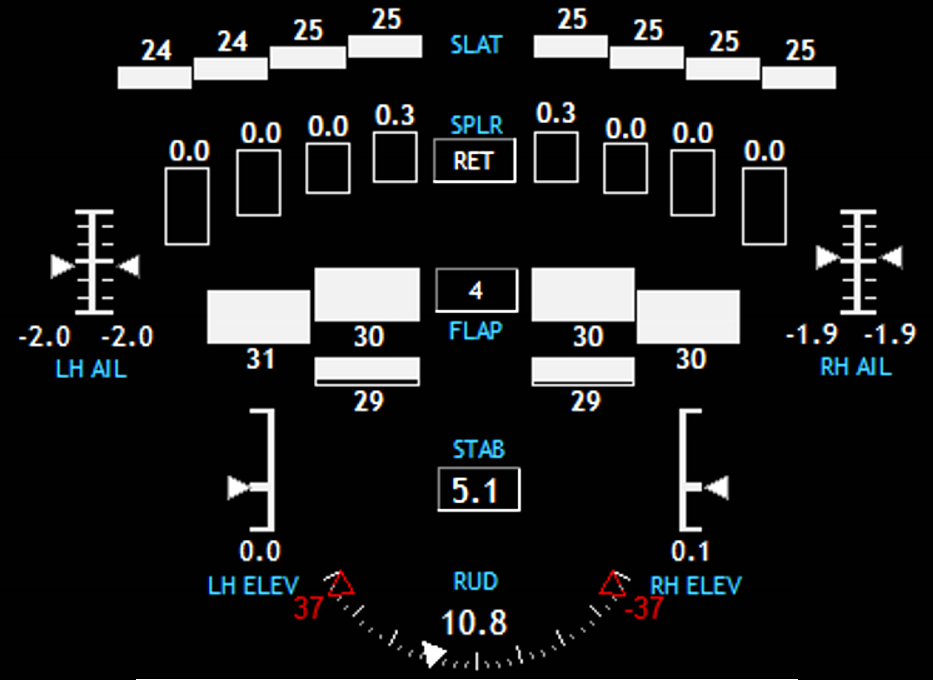 24 24 25 25 SLAT 25 25 25 25
0.0 0.0 0.0 0.3 SPLR 0.3 0.0 0.0 0.0
RET
4
-2.0 -2.0 30 FLAP 30 -1.9 -1.9
LH AIL 31 30 RH AIL
29 29
STAB
5.1
0.0 0.1
LH ELEV RUD RH ELEV
37 10.8 -37